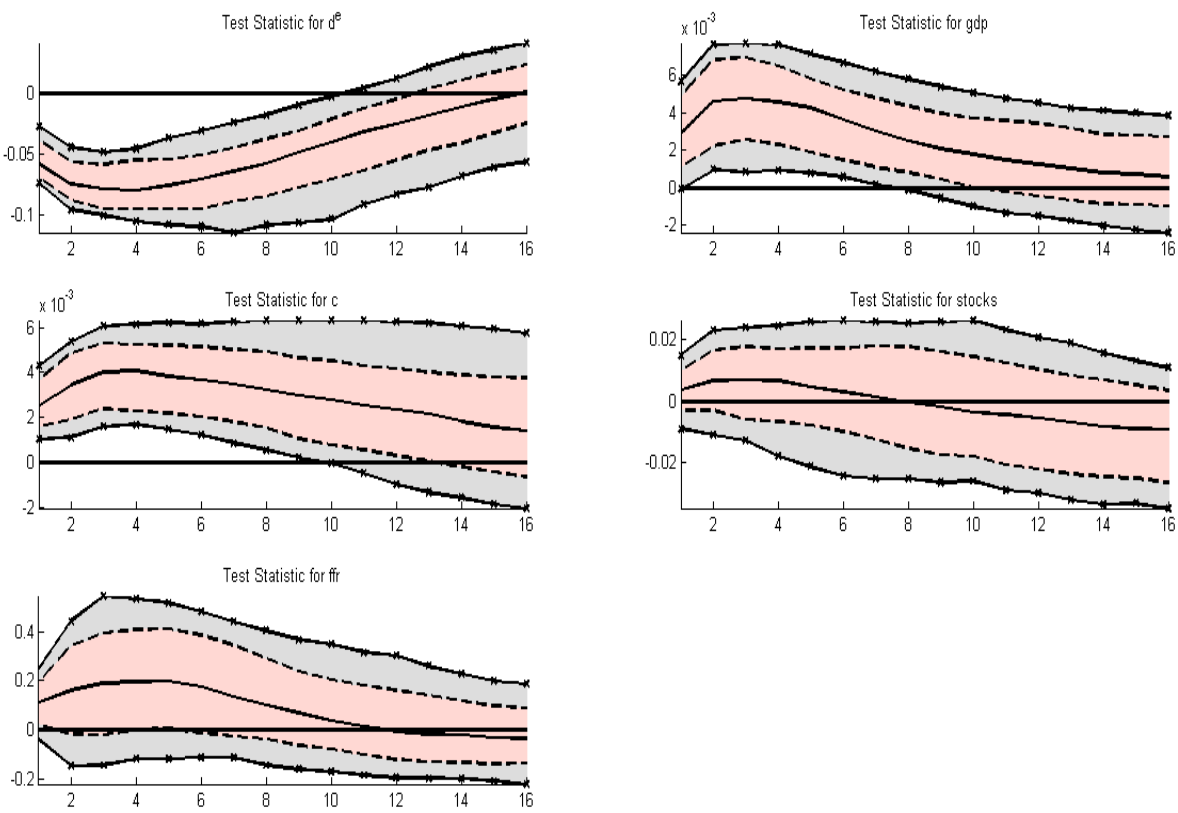 Test Statistic for dᵉ
0
-0.05
-0.1
2 4 6 8 10 12 14 16
Test Statistic for gdp
x 10⁻³
6
4
2
0
-2
2 4 6 8 10 12 14 16
Test Statistic for c
x 10⁻³
6
4
2
0
-2
2 4 6 8 10 12 14 16
Test Statistic for stocks
0.02
0
-0.02
2 4 6 8 10 12 14 16
Test Statistic for ffr
0.4
0.2
0
-0.2
2 4 6 8 10 12 14 16